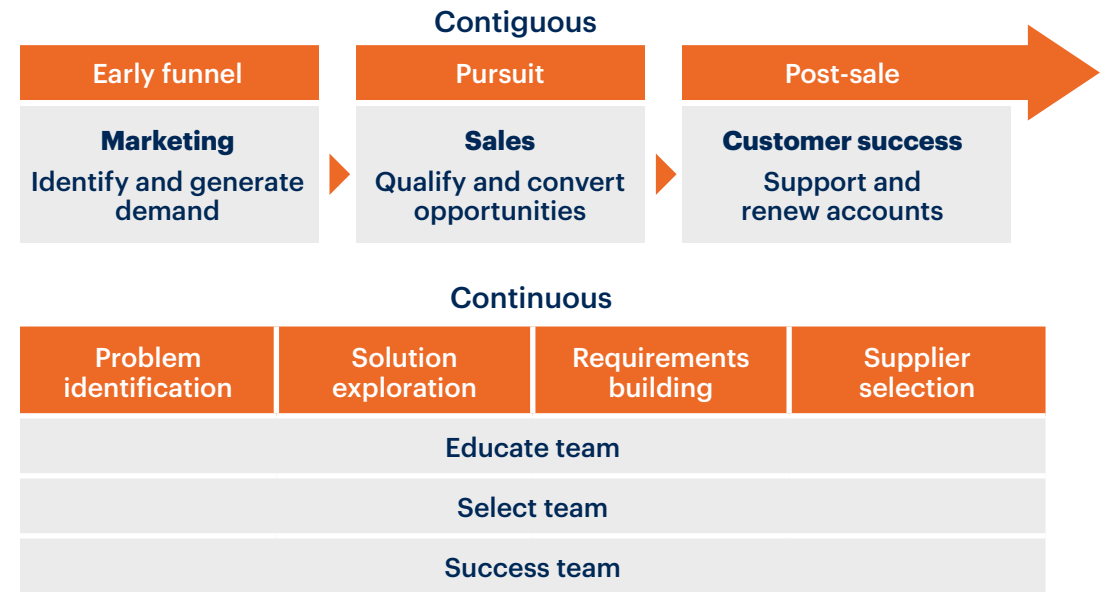 Contiguous
Early funnel
Pursuit
Post-sale
Marketing
Identify and generate
demand
Sales
Qualify and convert
opportunities
Customer success
Support and
renew accounts
Continuous
Problem
identification
Solution
exploration
Requirements
building
Supplier
selection
Educate team
Select team
Success team